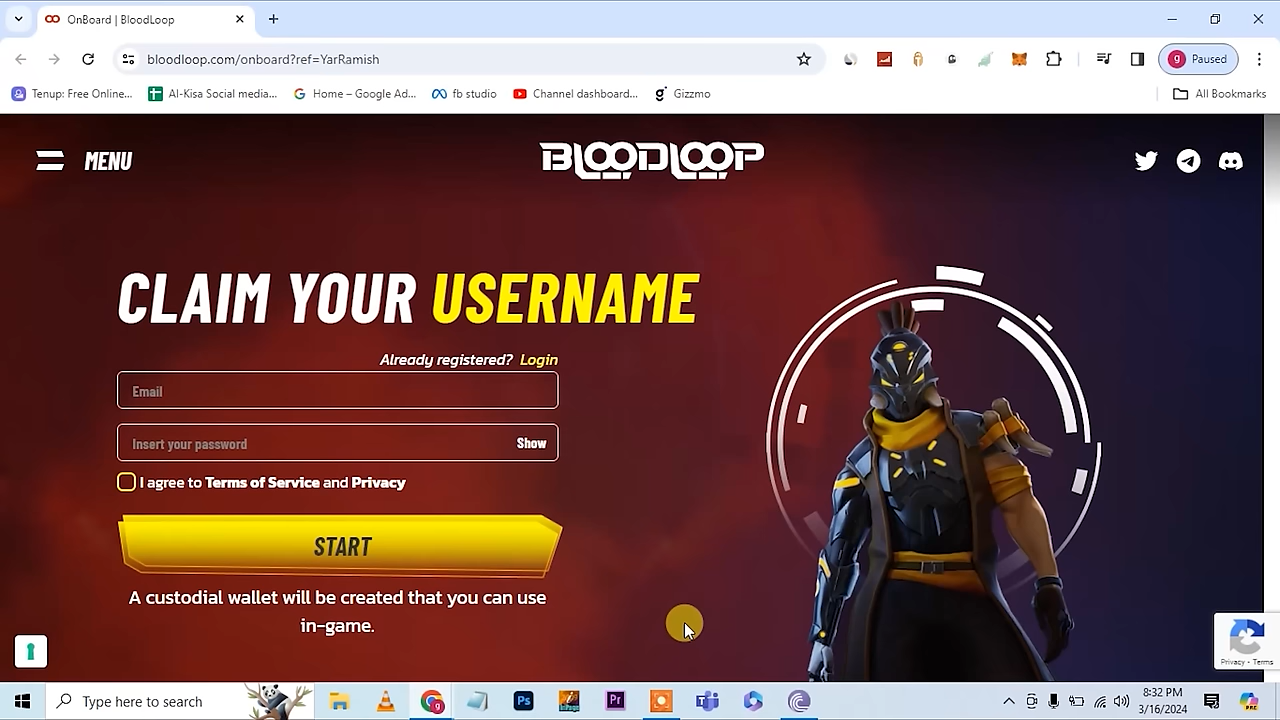 OnBoard | BloodLoop
bloodloop.com/onboard?ref=YarRamish
Paused
Tenup: Free Online...
Al-Kisa Social media...
Home – Google Ad...
fb studio
Channel dashboard...
Gizzmo
All Bookmarks
MENU
BLOODLOOP
CLAIM YOUR USERNAME
Already registered? Login
Email
Insert your password
Show
I agree to Terms of Service and Privacy
START
A custodial wallet will be created that you can use
in-game.
Privacy - Terms
Type here to search
8:32 PM
3/16/2024